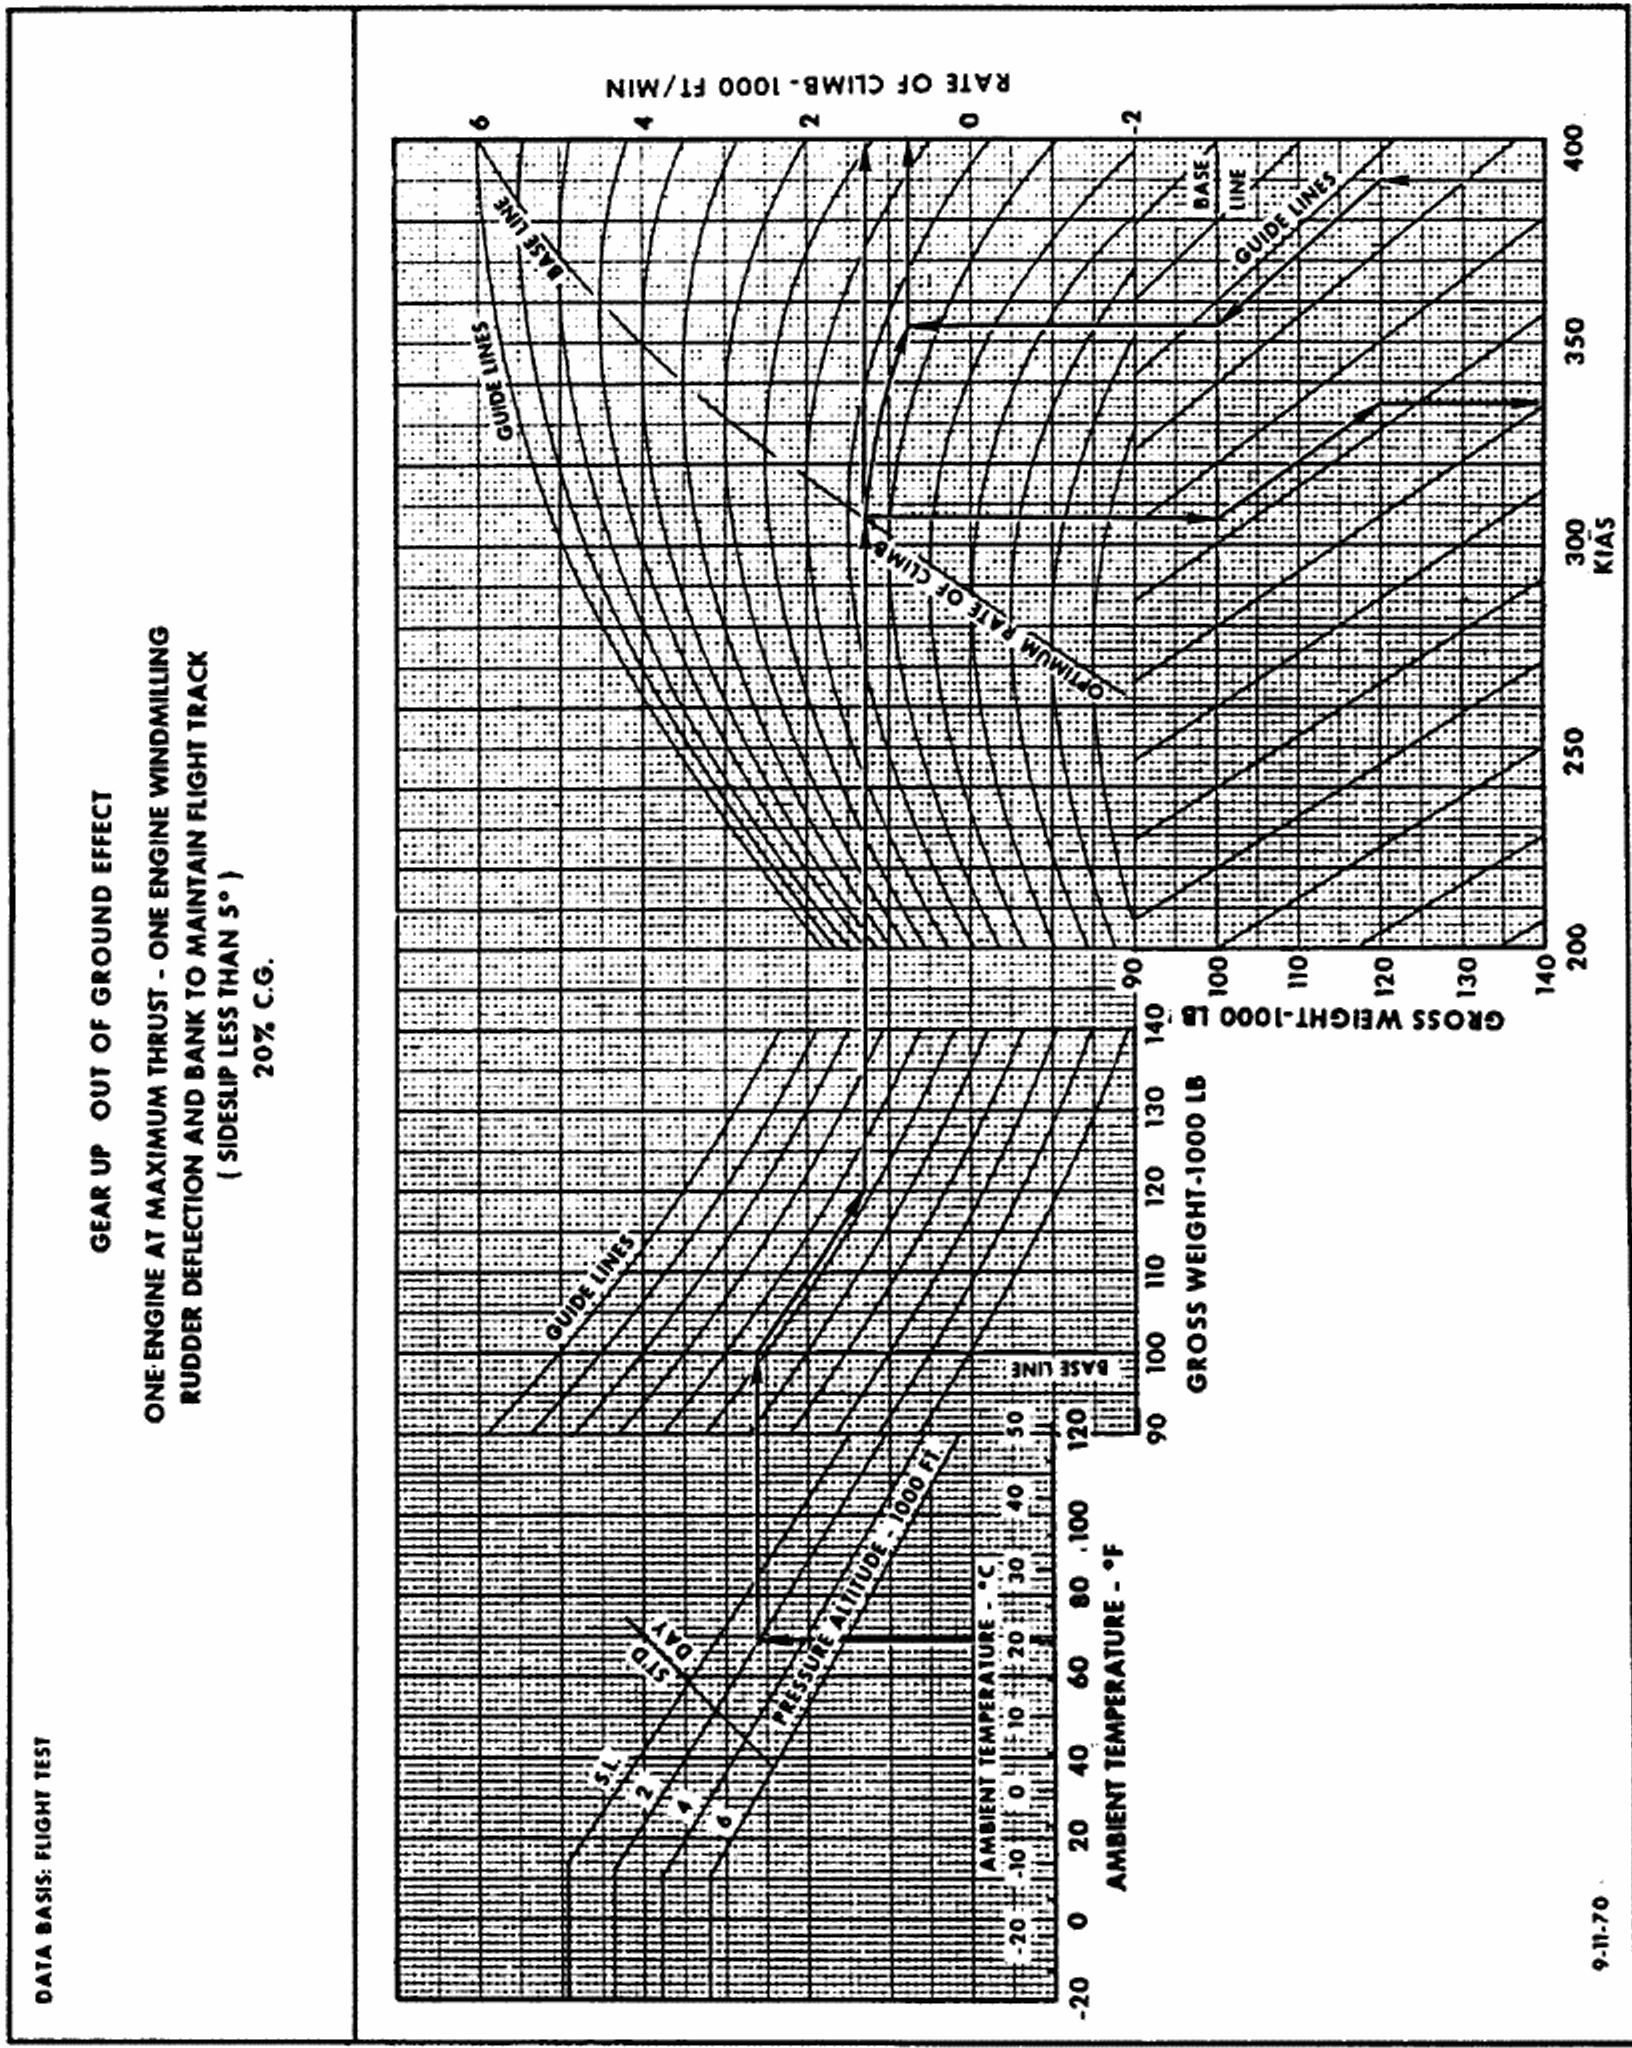 DATA BASIS: FLIGHT TEST
GEAR UP OUT OF GROUND EFFECT
ONE ENGINE AT MAXIMUM THRUST - ONE ENGINE WINDMILLING
RUDDER DEFLECTION AND BANK TO MAINTAIN FLIGHT TRACK
( SIDESLIP LESS THAN 5° )
20% C.G.
GUIDE LINES
GUIDE LINES
BASE LINE
S.L.
2
4
6
STD.
DAY
PRESSURE ALTITUDE - 1000 FT.
BASE LINE
OPTIMUM RATE OF CLIMB
BASE
LINE
GUIDE LINES
6
4
2
0
-2
RATE OF CLIMB-1000 FT/MIN
AMBIENT TEMPERATURE - °C
-20 -10 0 10 20 30 40 50
-20 0 20 40 60 80 100 120
AMBIENT TEMPERATURE - °F
90 100 110 120 130 140
GROSS WEIGHT-1000 LB
90
100
110
120
130
140
GROSS WEIGHT-1000 LB
200 250 300 350 400
KIAS
9-11-70